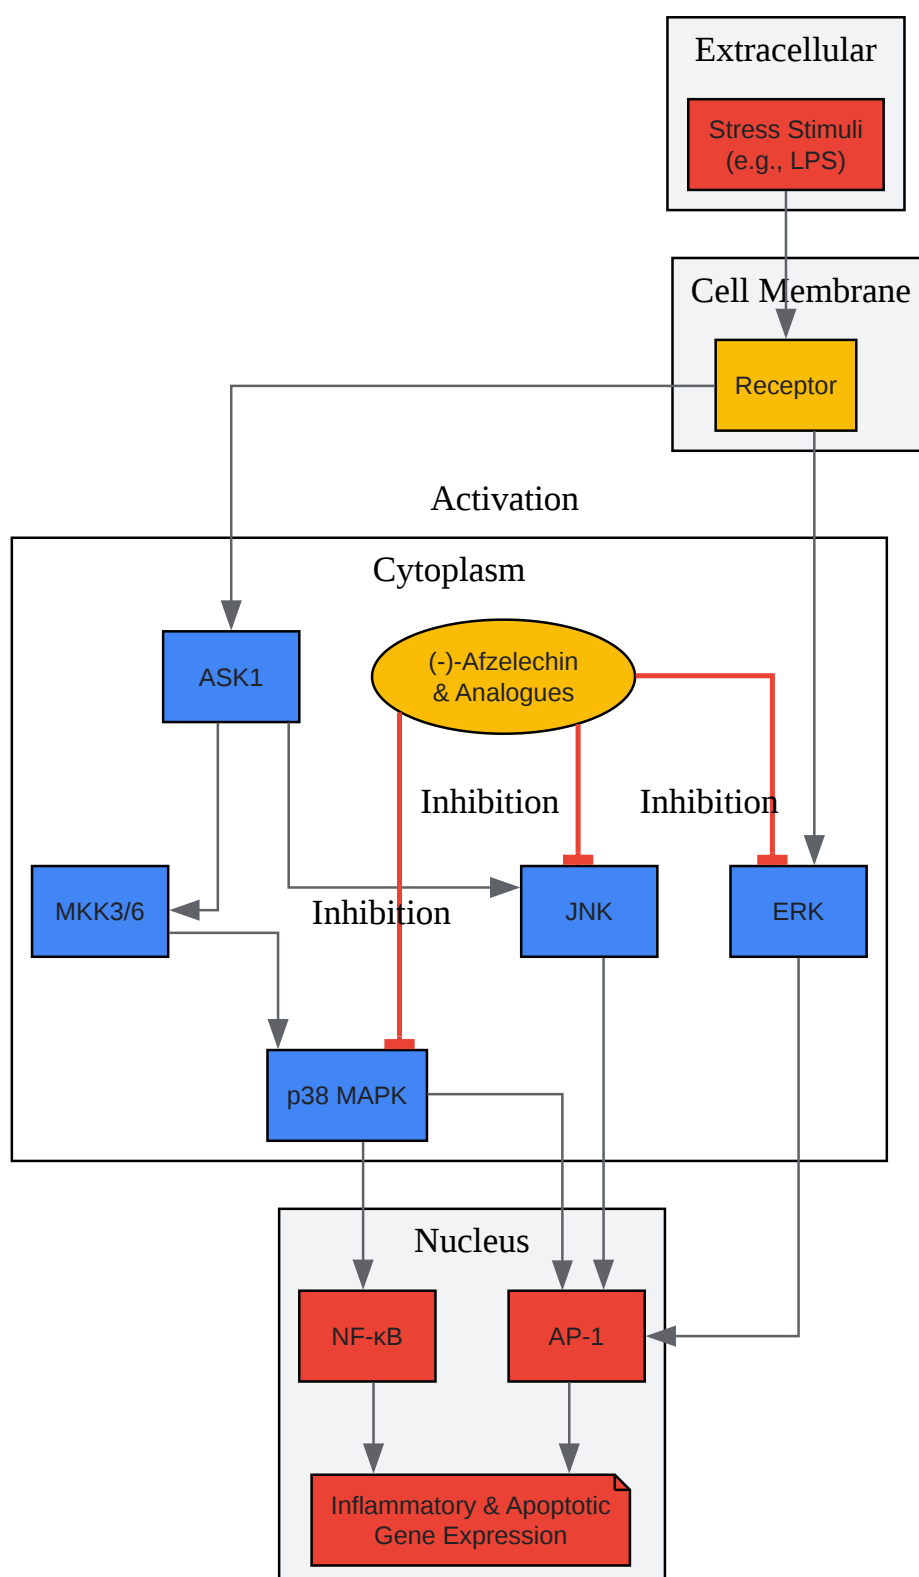 Extracellular
Stress Stimuli
(e.g., LPS)
Cell Membrane
Receptor
Activation
Cytoplasm
ASK1
(-)-Afzelechin
& Analogues
Inhibition
Inhibition
MKK3/6
Inhibition
JNK
ERK
p38 MAPK
Nucleus
NF-κB
AP-1
Inflammatory & Apoptotic
Gene Expression